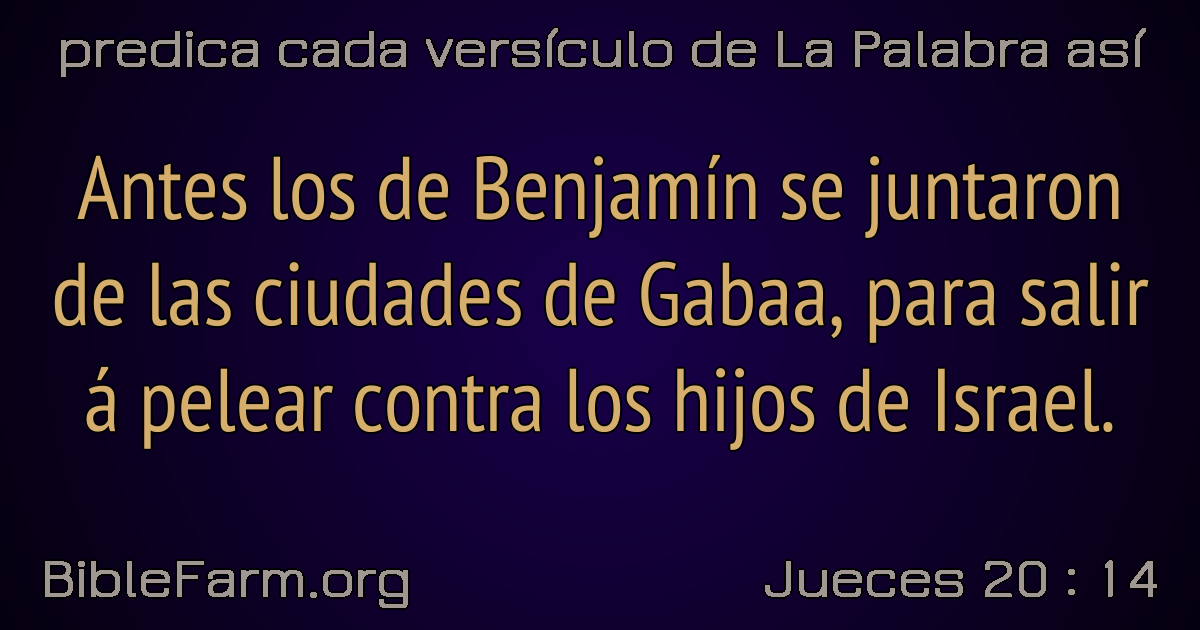 predica cada versículo de La Palabra así
Antes los de Benjamín se juntaron
de las ciudades de Gabaa, para salir
á pelear contra los hijos de Israel.
BibleFarm.org
Jueces 20 : 14